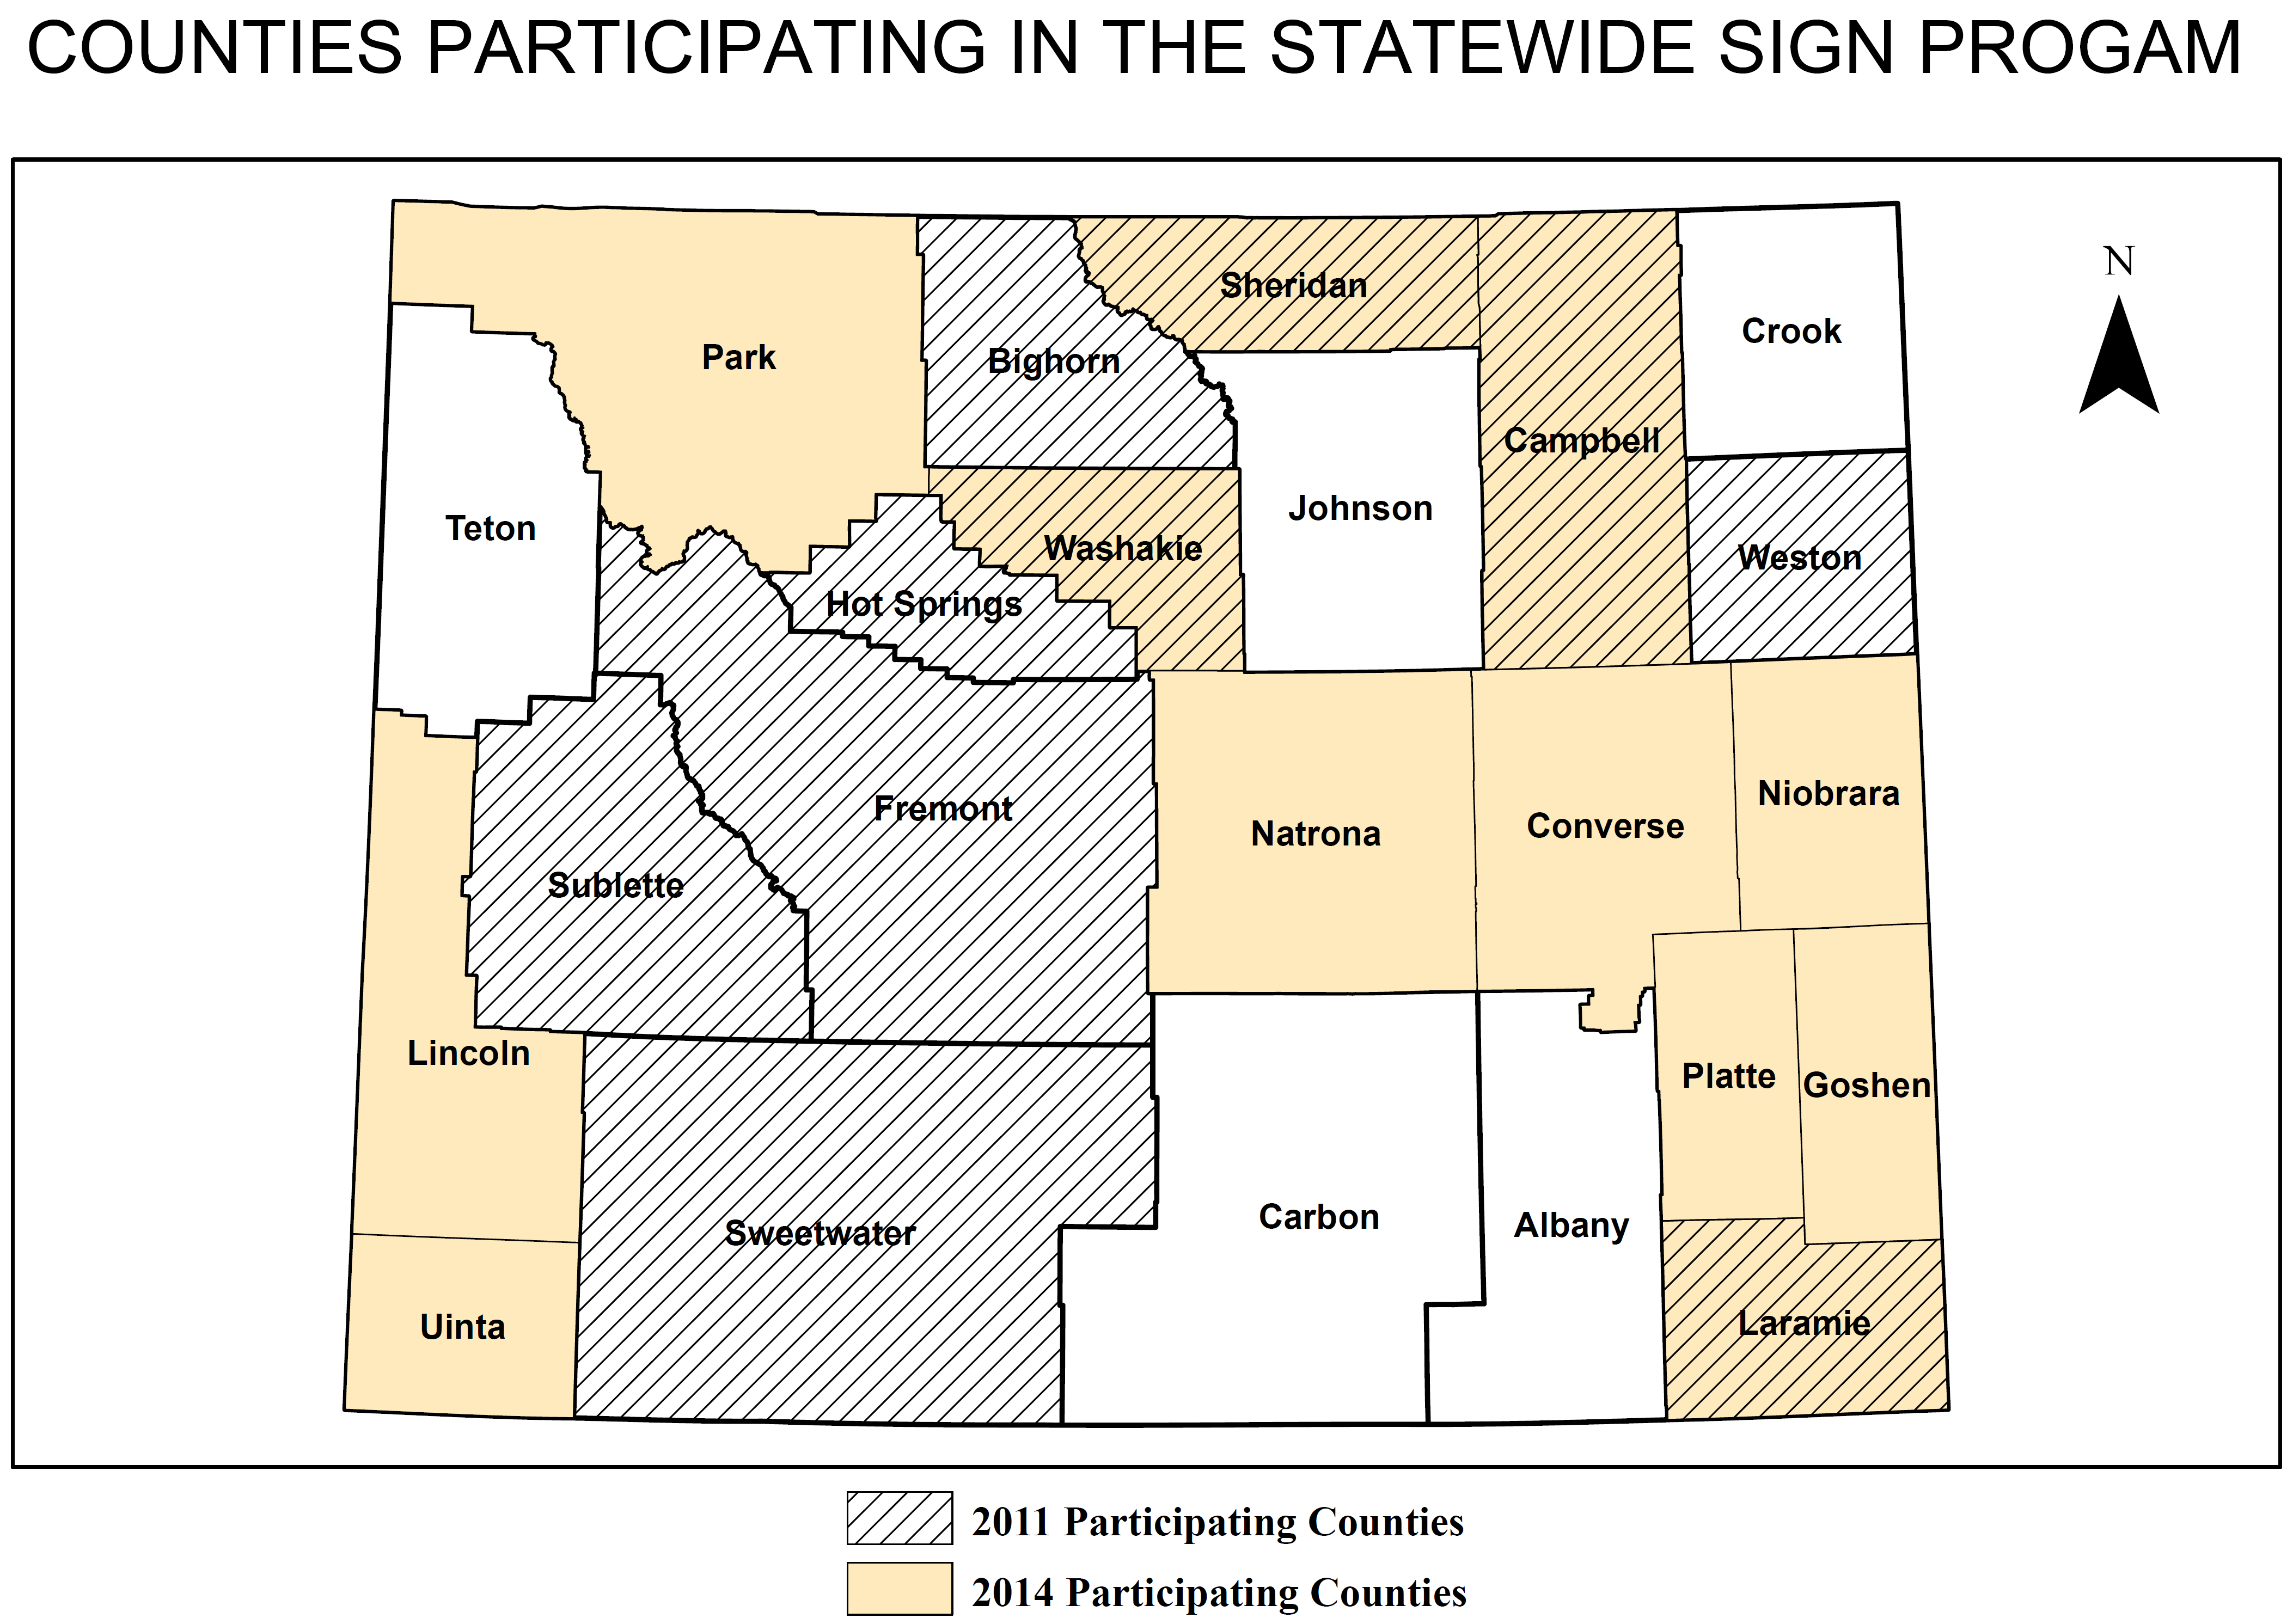 COUNTIES PARTICIPATING IN THE STATEWIDE SIGN PROGAM
N
Sheridan
Crook
Park
Bighorn
Campbell
Johnson
Teton
Washakie
Weston
Hot Springs
Niobrara
Fremont
Converse
Natrona
Sublette
Lincoln
Platte
Goshen
Carbon
Albany
Sweetwater
Laramie
Uinta
2011 Participating Counties
2014 Participating Counties